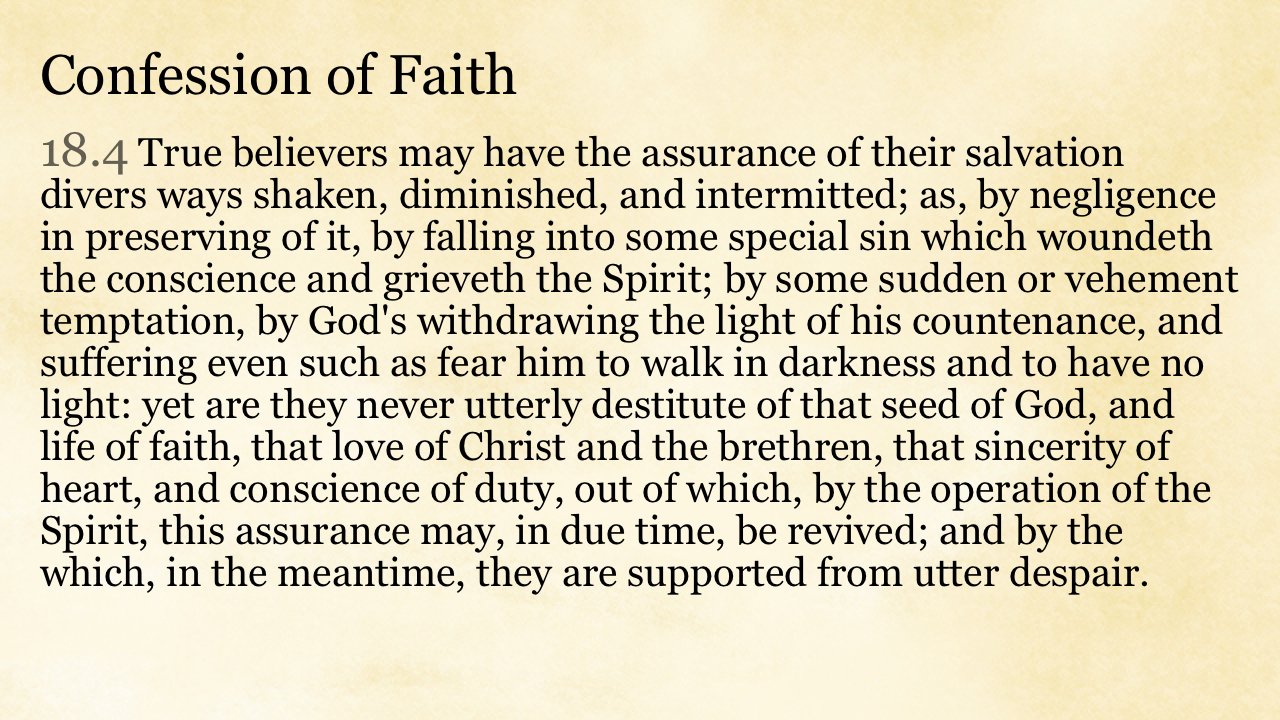 Confession of Faith
18.4 True believers may have the assurance of their salvation
divers ways shaken, diminished, and intermitted; as, by negligence
in preserving of it, by falling into some special sin which woundeth
the conscience and grieveth the Spirit; by some sudden or vehement
temptation, by God's withdrawing the light of his countenance, and
suffering even such as fear him to walk in darkness and to have no
light: yet are they never utterly destitute of that seed of God, and
life of faith, that love of Christ and the brethren, that sincerity of
heart, and conscience of duty, out of which, by the operation of the
Spirit, this assurance may, in due time, be revived; and by the
which, in the meantime, they are supported from utter despair.